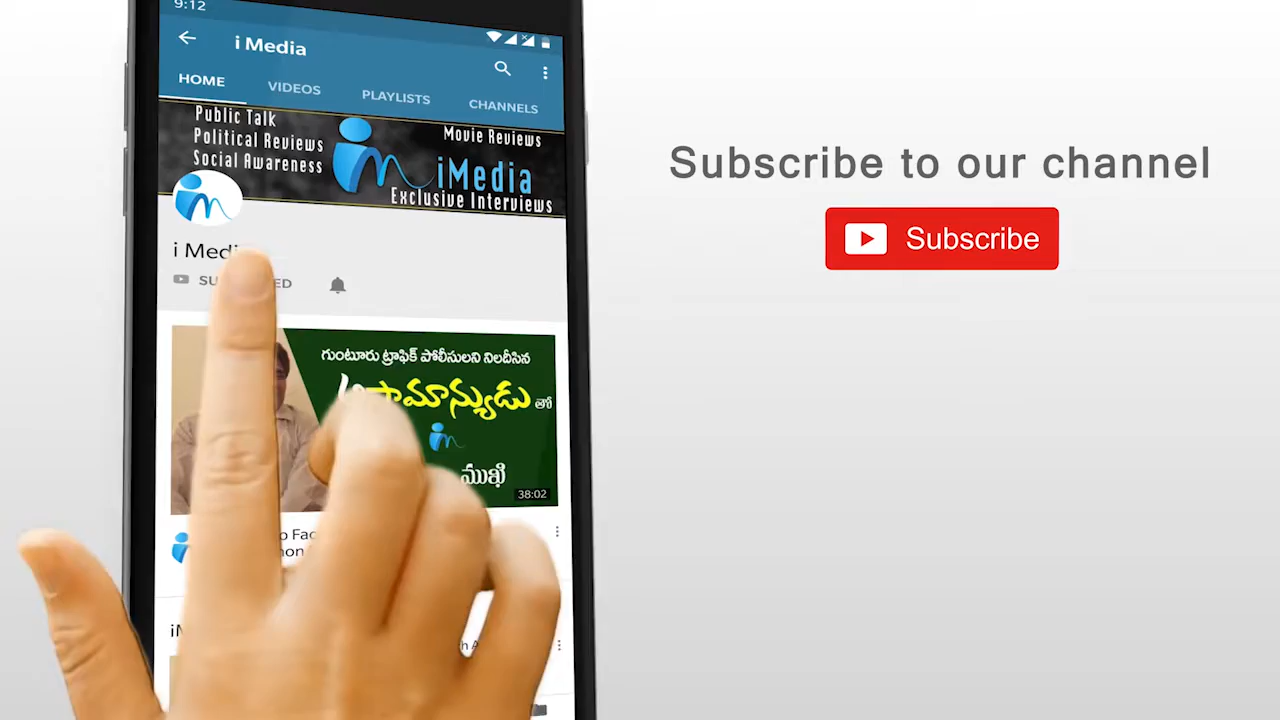 9:12
i Media
HOME
VIDEOS
PLAYLISTS
CHANNELS
Public Talk
Political Reviews
Social Awareness
Movie Reviews
iMedia
Exclusive Interviews
గుంటూరు ట్రాఫిక్ పోలీసులని నిలదీసిన
తో
ముఖి
38:02
Subscribe to our channel
Subscribe